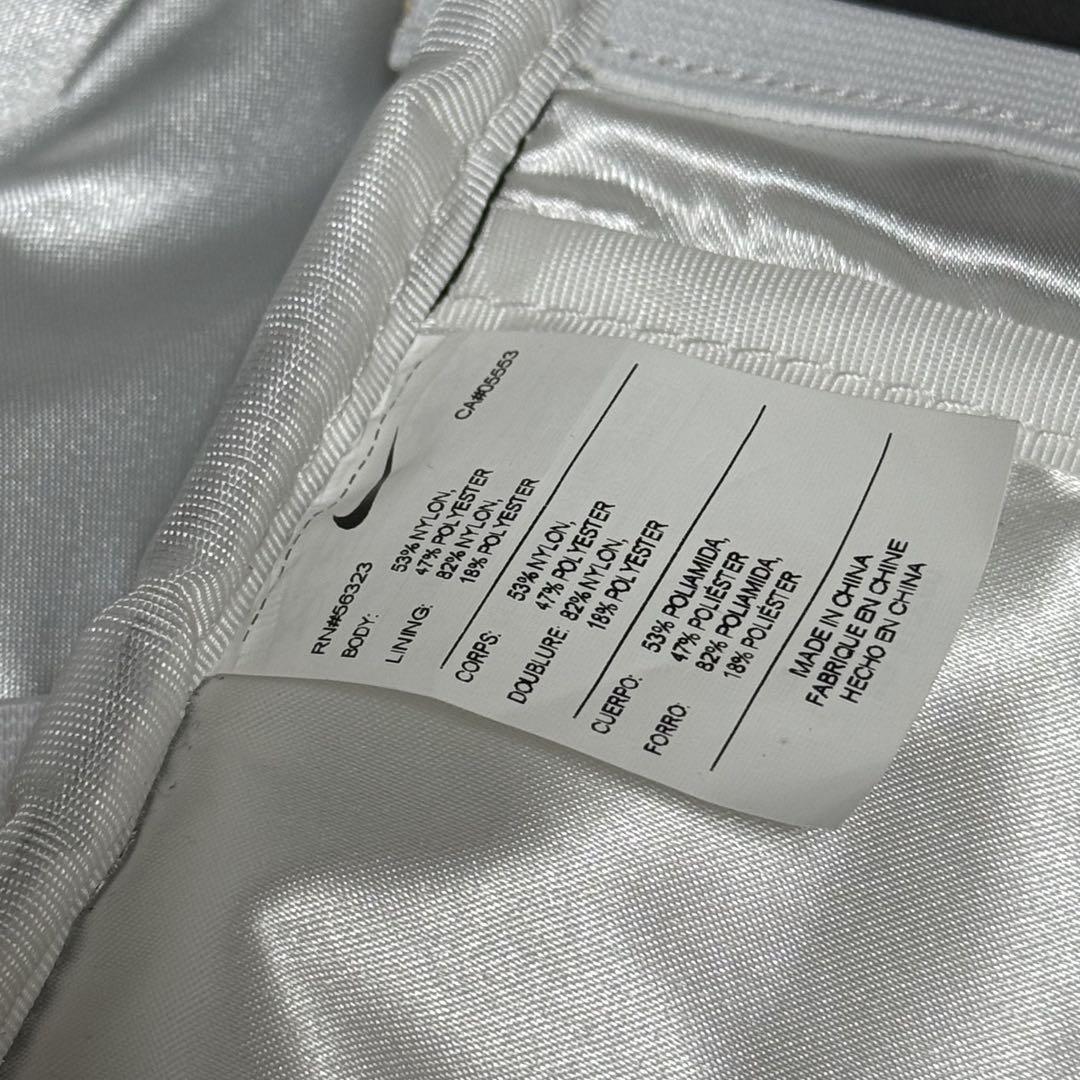 RN#56323 CA#05553
BODY: 53% NYLON,
47% POLYESTER
LINING: 82% NYLON,
18% POLYESTER
CORPS: 53% NYLON,
47% POLYESTER
DOUBLURE: 82% NYLON,
18% POLYESTER
CUERPO: 53% POLIAMIDA,
47% POLIÉSTER
FORRO: 82% POLIAMIDA,
18% POLIÉSTER
MADE IN CHINA
FABRIQUE EN CHINE
HECHO EN CHINA